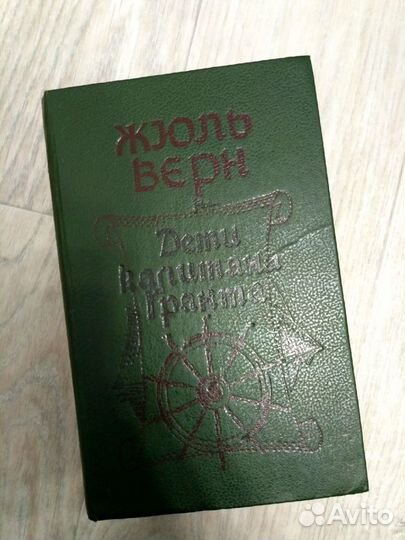 ЖЮЛЬ
ВЕРН
Дети
капитана
Гранта
Avito